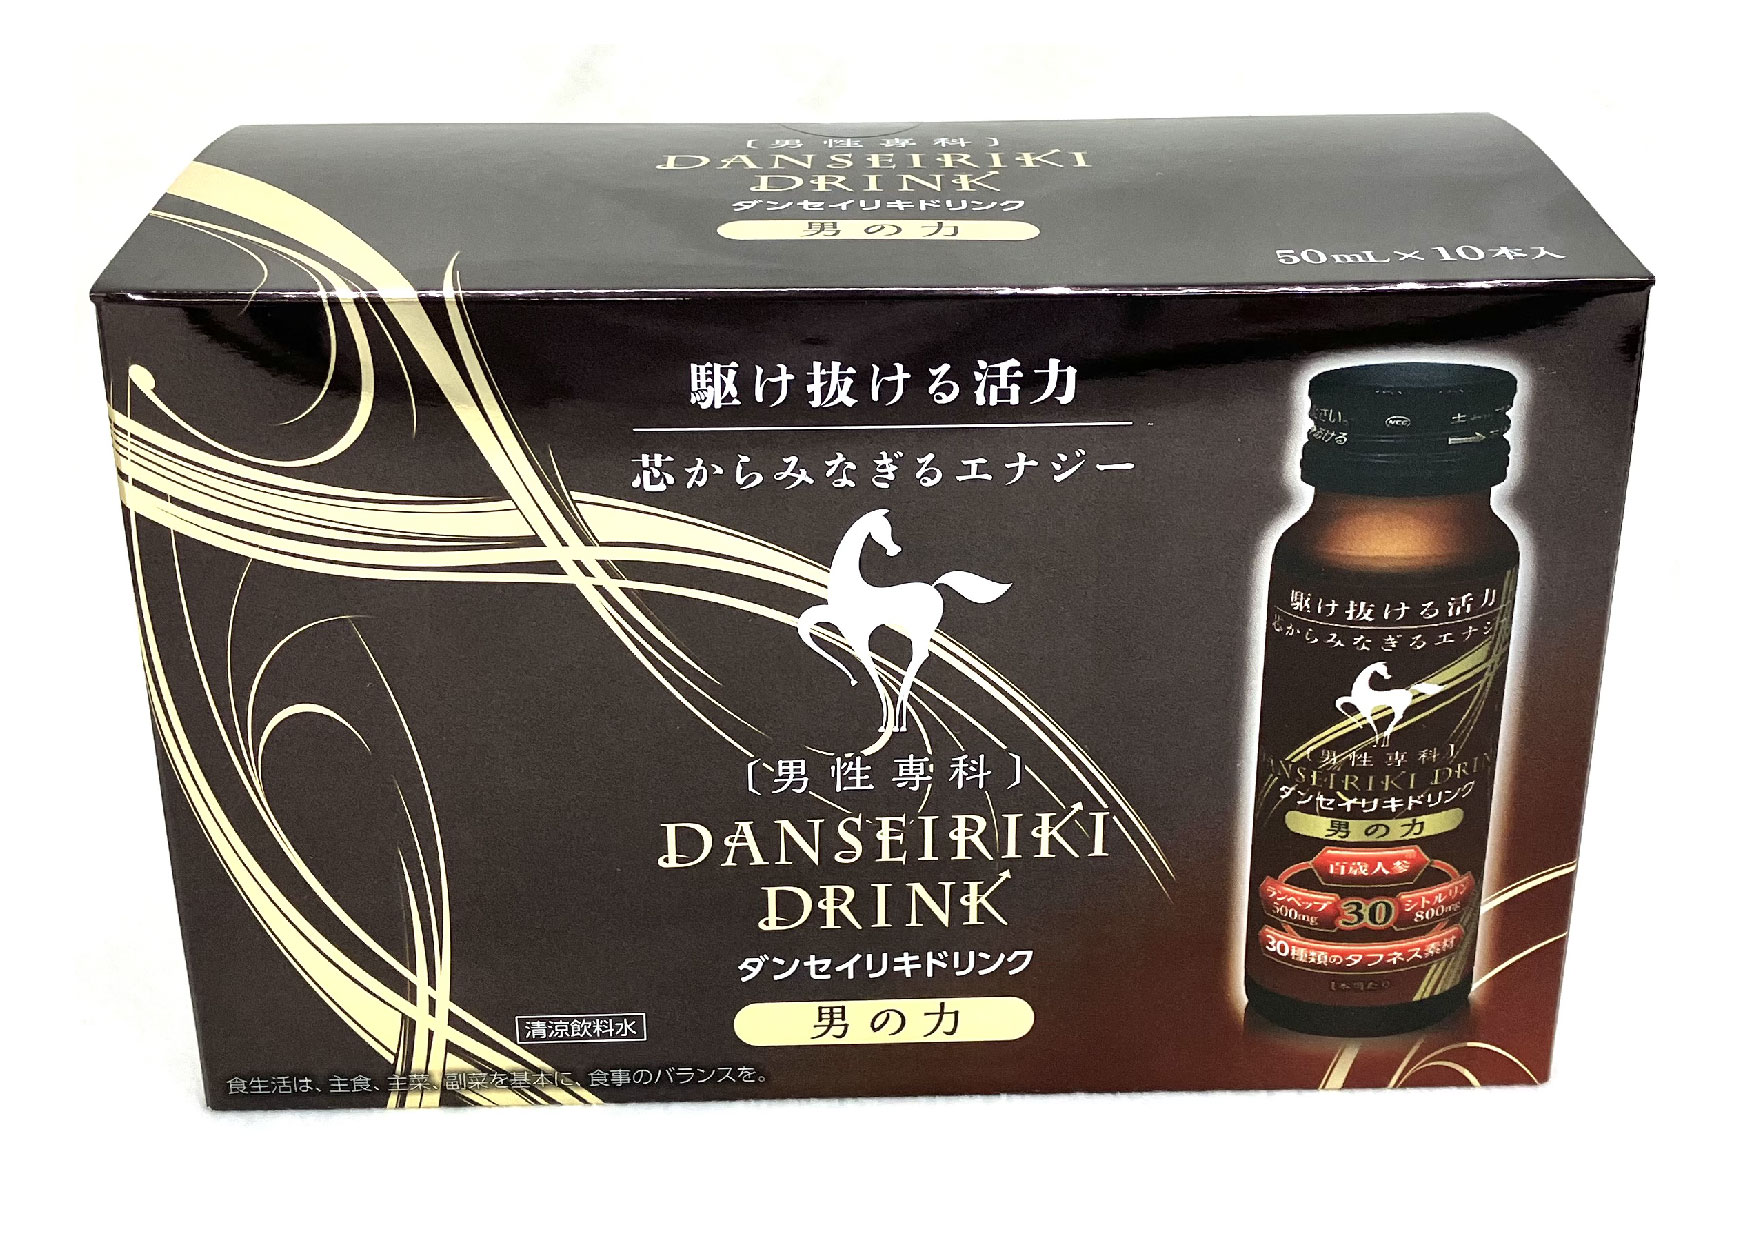 〔男性専科〕
DANSEIRIKI
DRINK
ダンセイリキドリンク
男の力
50mL×10本入
駆け抜ける活力
芯からみなぎるエナジー
〔男性専科〕
DANSEIRIKI
DRINK
ダンセイリキドリンク
男の力
清涼飲料水
食生活は、主食、主菜、副菜を基本に、食事のバランスを。
駆け抜ける活力
芯からみなぎるエナジー
〔男性専科〕
DANSEIRIKI DRINK
ダンセイリキドリンク
男の力
百歳人参
ランペップ
500mg
30
シトルリン
800mg
30種類のタフネス素材
1本当たり